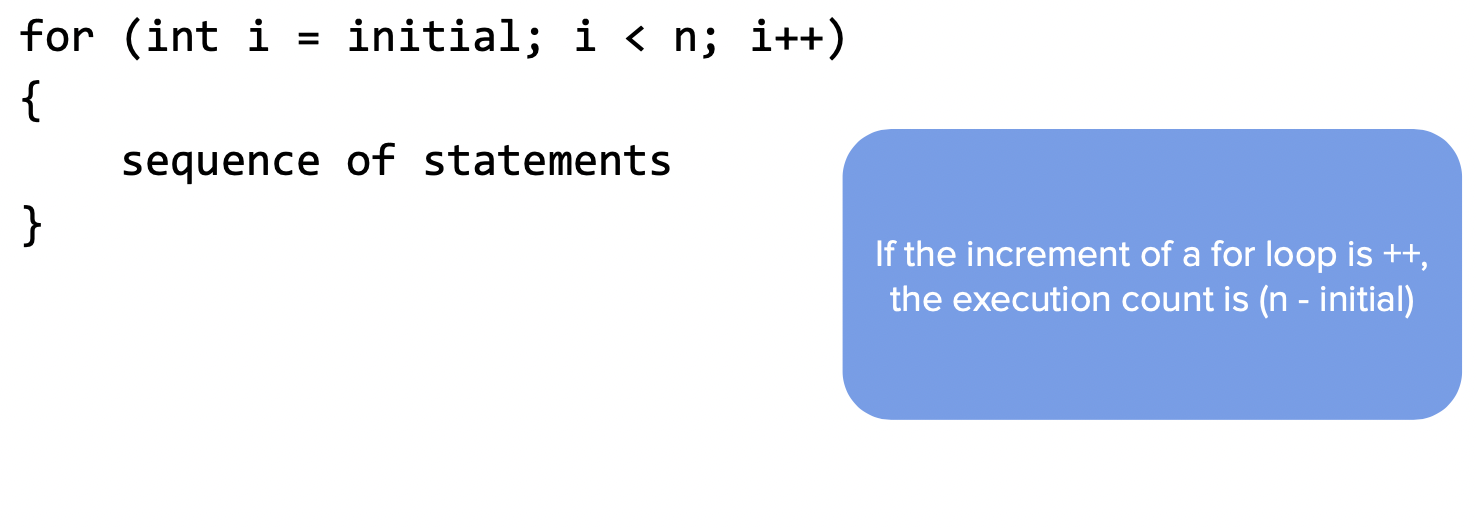 for (int i = initial; i < n; i++)
{
    sequence of statements
}
If the increment of a for loop is ++,
the execution count is (n - initial)